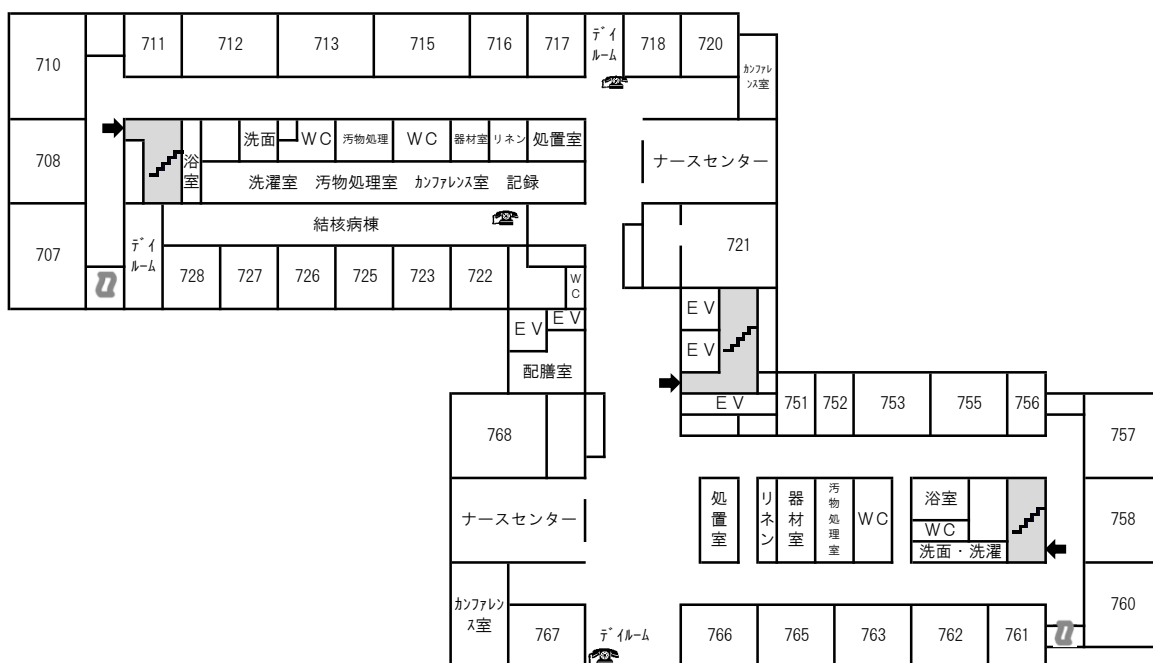 710
711
712
713
715
716
717
ﾃﾞｲ
ﾙｰﾑ
718
720
ｶﾝﾌｧﾚ
ﾝｽ室
708
洗面
ＷＣ
汚物処理
ＷＣ
器材室
リネン
処置室
浴
室
洗濯室　汚物処理室　ｶﾝﾌｧﾚﾝｽ室　記録
ナースセンター
707
ﾃﾞｲ
ﾙｰﾑ
結核病棟
721
728
727
726
725
723
722
Ｗ
Ｃ
ＥＶ
ＥＶ
ＥＶ
ＥＶ
配膳室
ＥＶ
751
752
753
755
756
757
768
ナースセンター
処
置
室
リ
ネ
ン
器
材
室
汚
物
処
理
室
ＷＣ
浴室
ＷＣ
洗面・洗濯
758
ｶﾝﾌｧﾚﾝ
ｽ室
767
ﾃﾞｲﾙｰﾑ
766
765
763
762
761
760